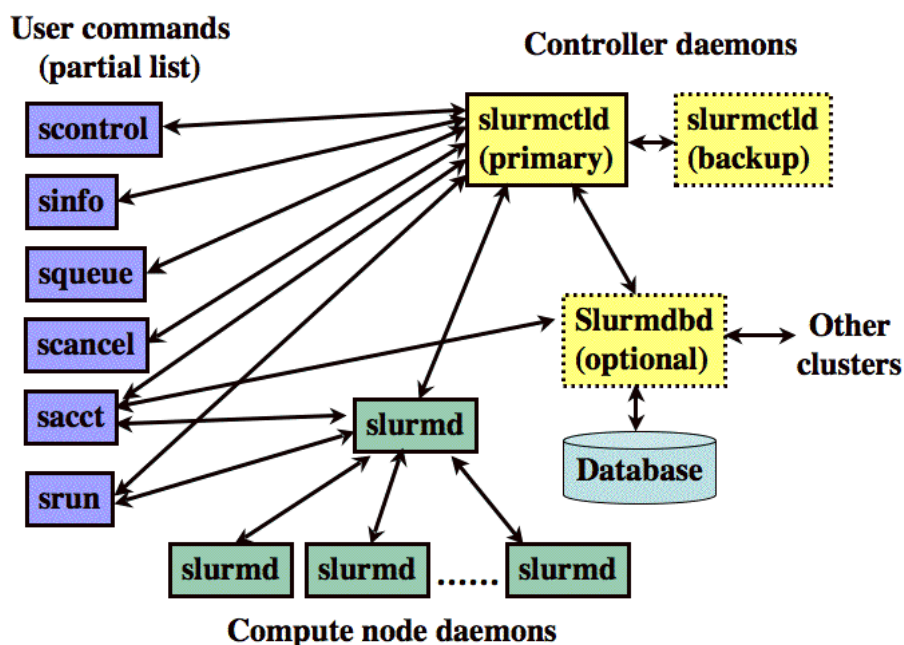 User commands
(partial list)
Controller daemons
scontrol
sinfo
squeue
scancel
sacct
srun
slurmctld
(primary)
slurmctld
(backup)
Slurmdbd
(optional)
Other
clusters
Database
slurmd
slurmd
slurmd
......
slurmd
Compute node daemons